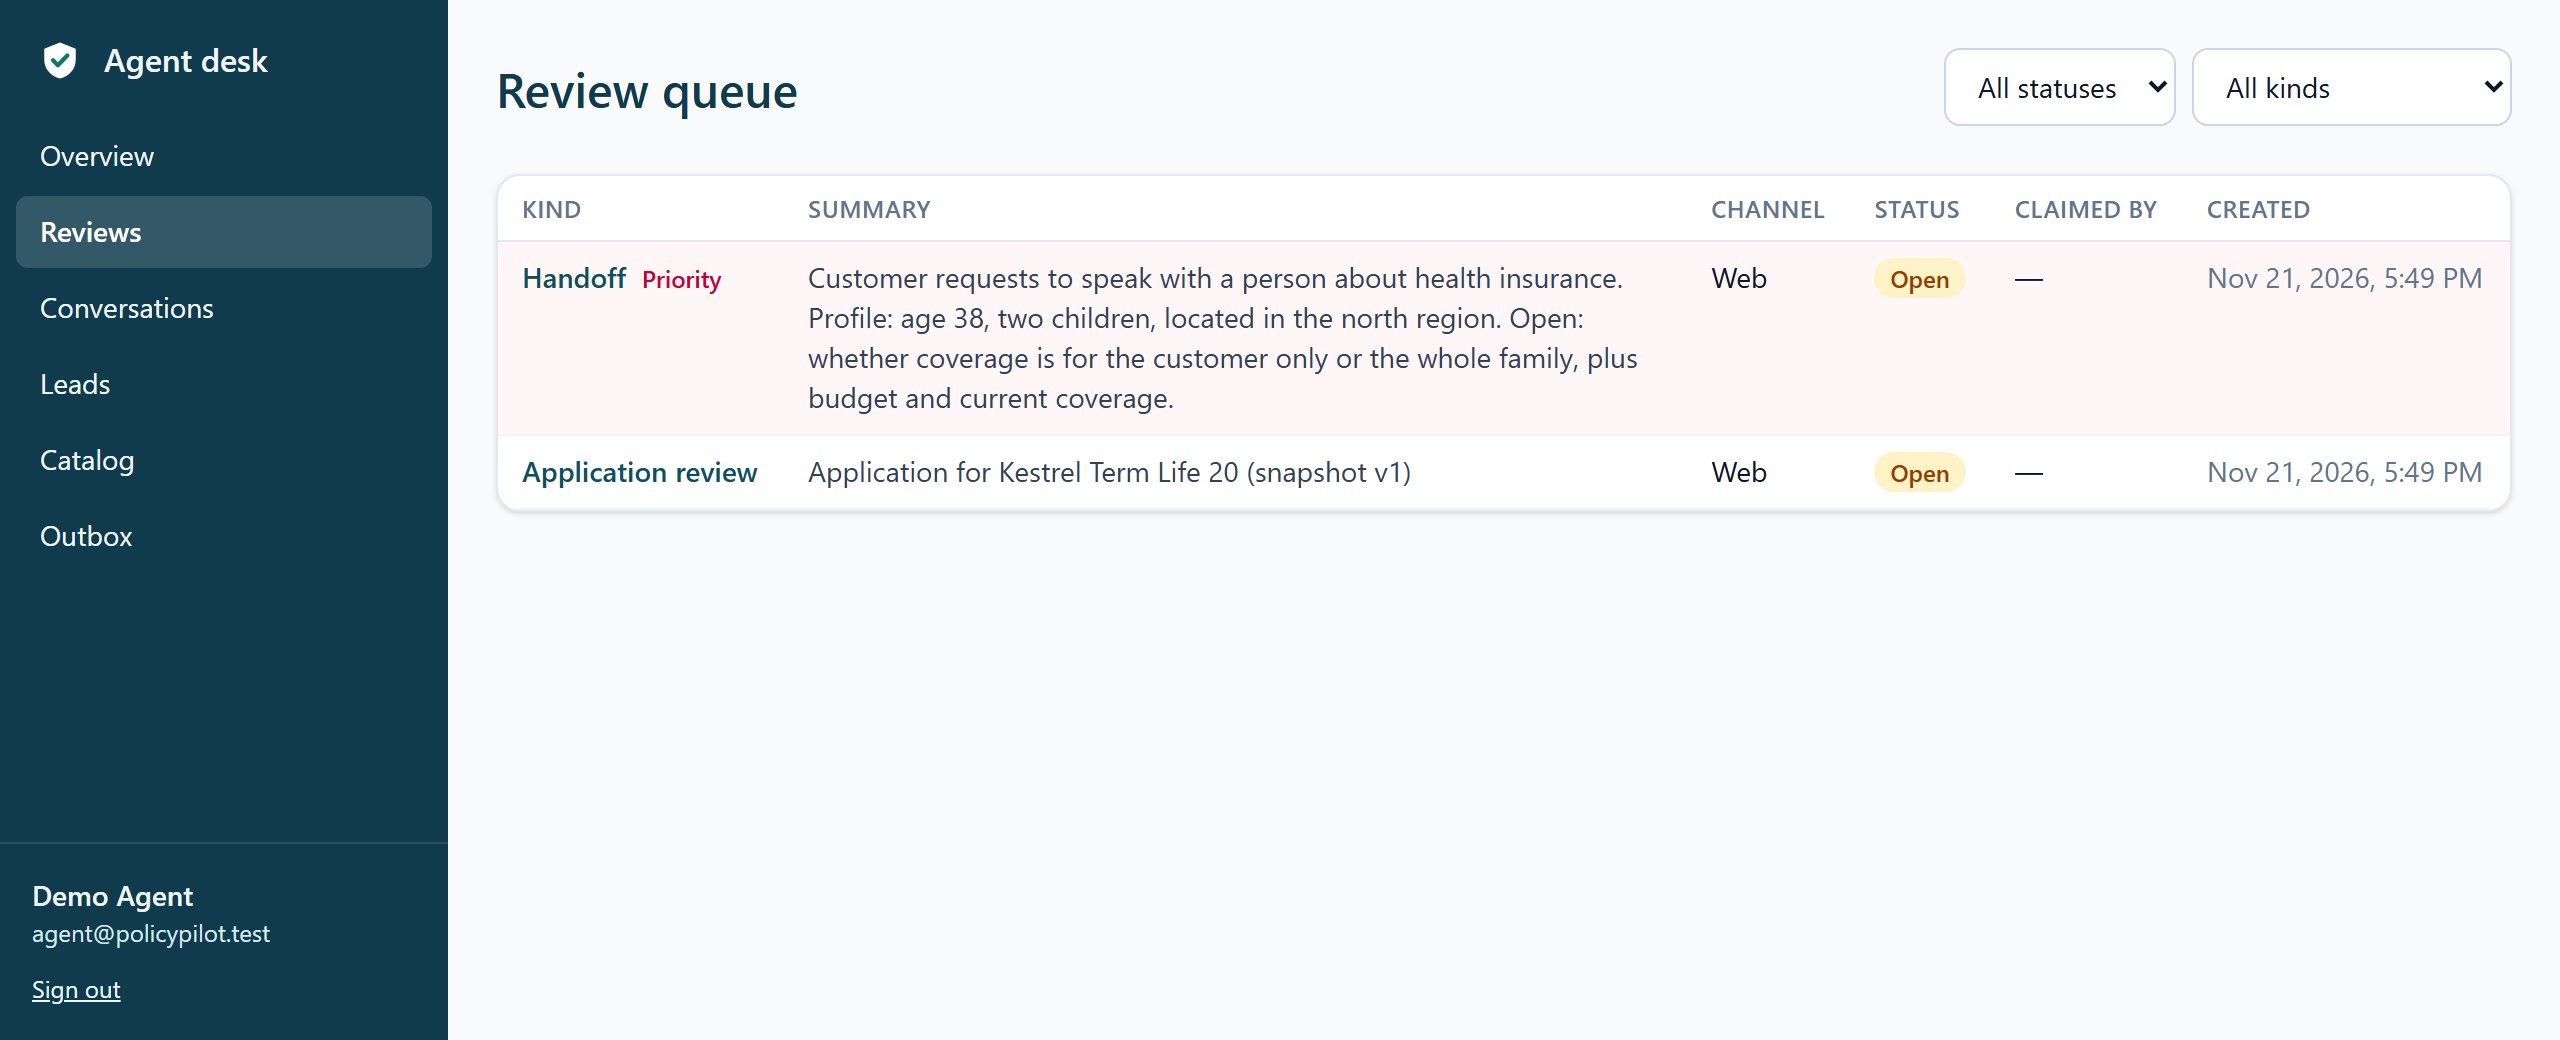 Agent desk
Overview
Reviews
Conversations
Leads
Catalog
Outbox
Demo Agent
agent@policypilot.test
Sign out
Review queue
All statuses
All kinds
KIND SUMMARY CHANNEL STATUS CLAIMED BY CREATED
Handoff Priority Customer requests to speak with a person about health insurance. Web Open — Nov 21, 2026, 5:49 PM
Profile: age 38, two children, located in the north region. Open:
whether coverage is for the customer only or the whole family, plus
budget and current coverage.
Application review Application for Kestrel Term Life 20 (snapshot v1) Web Open — Nov 21, 2026, 5:49 PM